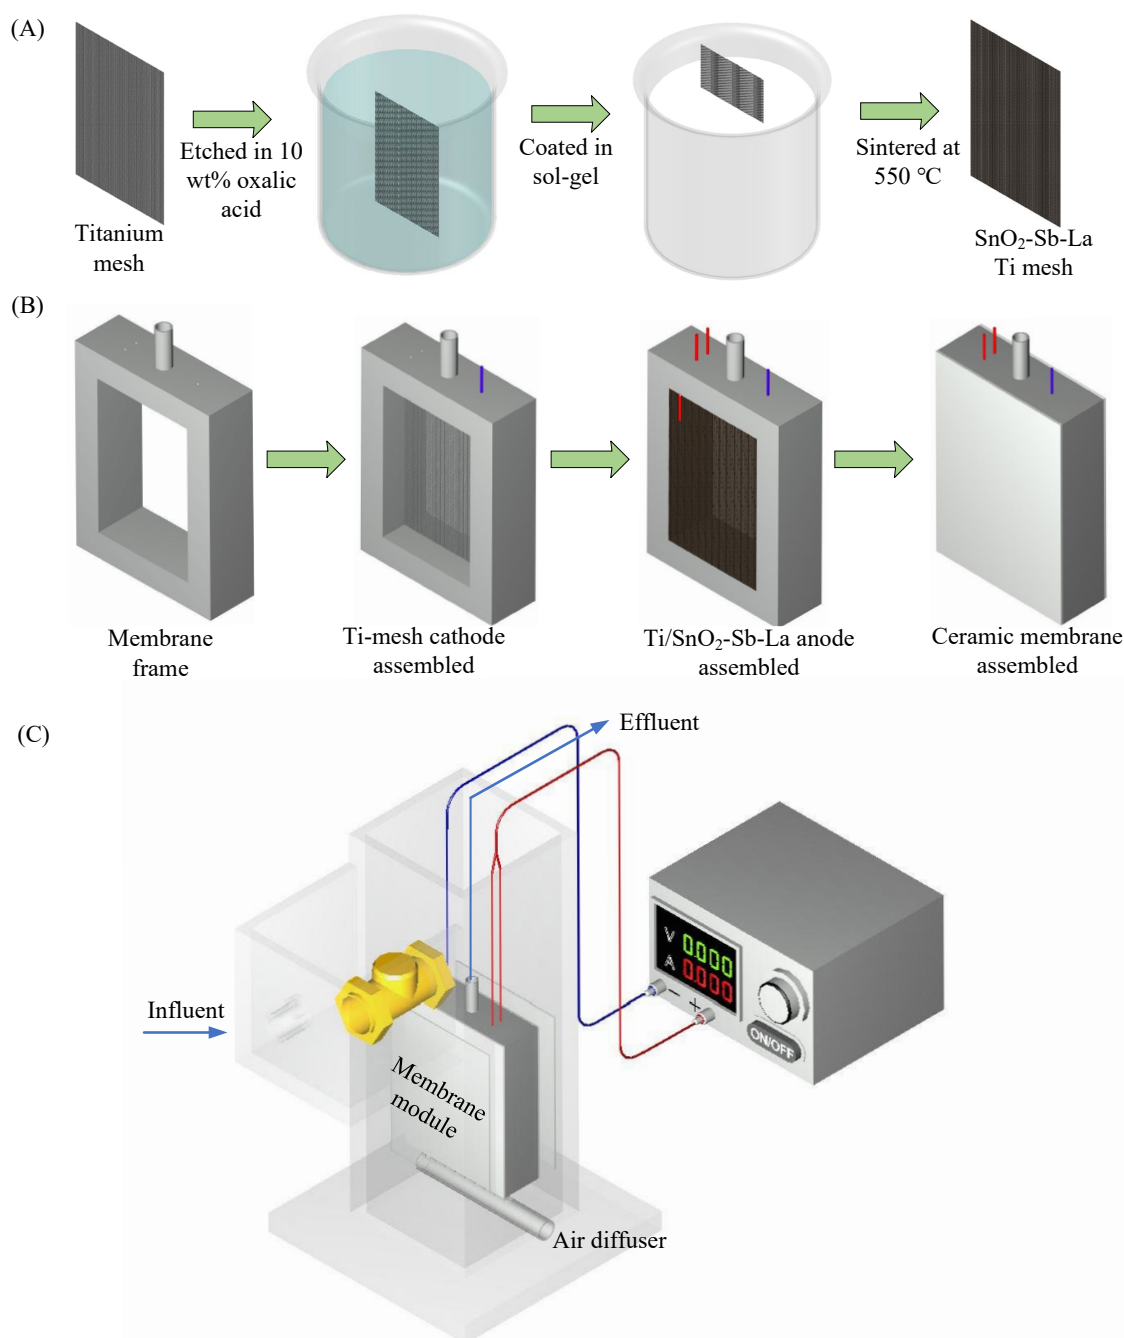 (A)
Titanium
mesh
Etched in 10
wt% oxalic
acid
Coated in
sol-gel
Sintered at
550 ℃
SnO₂-Sb-La
Ti mesh
(B)
Membrane
frame
Ti-mesh cathode
assembled
Ti/SnO₂-Sb-La anode
assembled
Ceramic membrane
assembled
(C)
Effluent
Influent
Membrane
module
Air diffuser
V 0.000
A 0.000
- +
ON/OFF